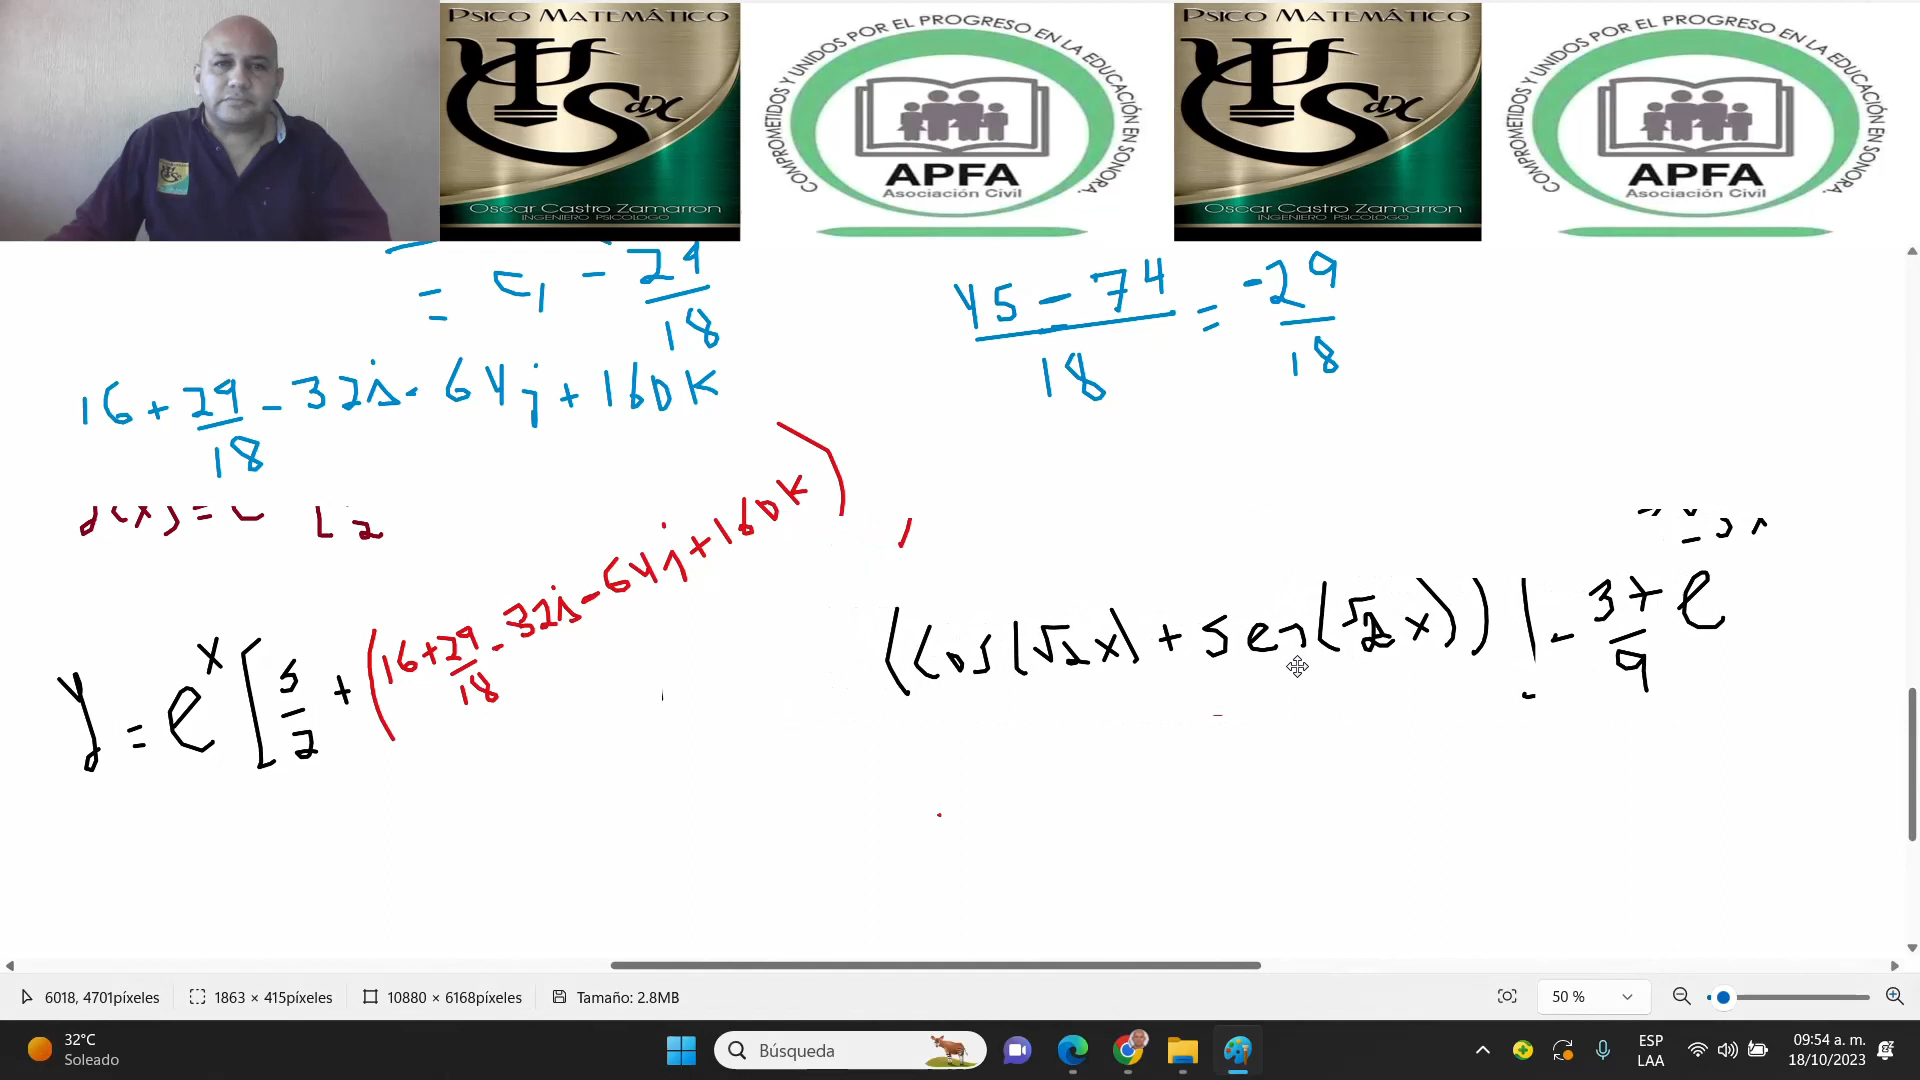 PSICO MATEMÁTICO
dx
Oscar Castro Zamarron
INGENIERO PSICOLOGO
COMPROMETIDOS Y UNIDOS POR EL PROGRESO EN LA EDUCACIÓN EN SONORA.
APFA
Asociación Civil
PSICO MATEMÁTICO
dx
Oscar Castro Zamarron
INGENIERO PSICOLOGO
COMPROMETIDOS Y UNIDOS POR EL PROGRESO EN LA EDUCACIÓN EN SONORA.
APFA
Asociación Civil
= C1 - 29/18
45 - 74 / 18 = -29/18
16 + 29/18 - 32i - 64j + 160K
y = e^x [5/2 + (16 + 29/18 - 32i - 64j + 160K)
(Cos(√2x) + Sen(√2x))] - 37/9 e
6018, 4701píxeles
1863 × 415píxeles
10880 × 6168píxeles
Tamaño: 2.8MB
50 %
32°C
Soleado
Búsqueda
ESP
LAA
09:54 a. m.
18/10/2023